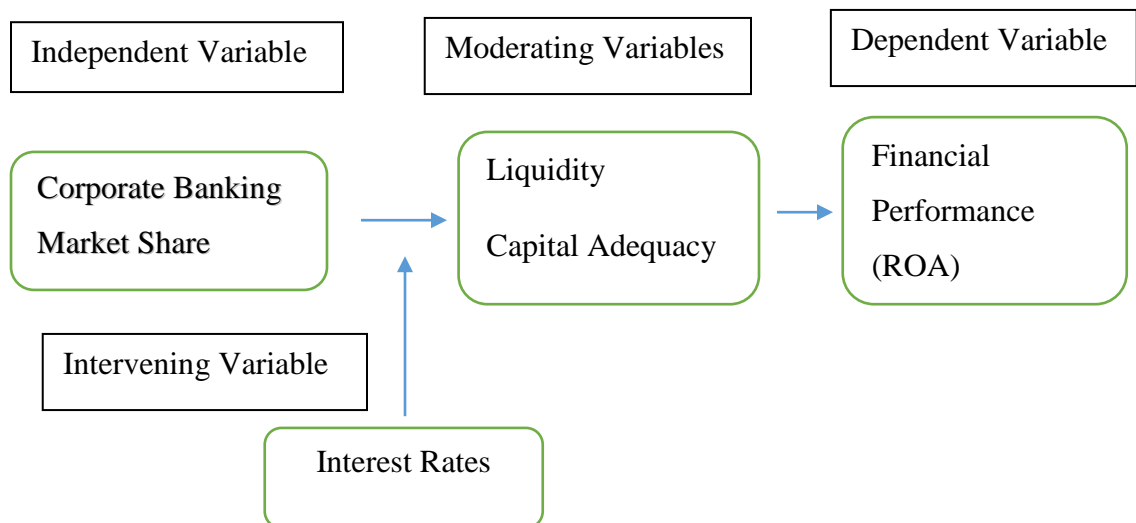 Independent Variable
Moderating Variables
Dependent Variable
Corporate Banking
Market Share
Liquidity
Capital Adequacy
Financial
Performance
(ROA)
Intervening Variable
Interest Rates